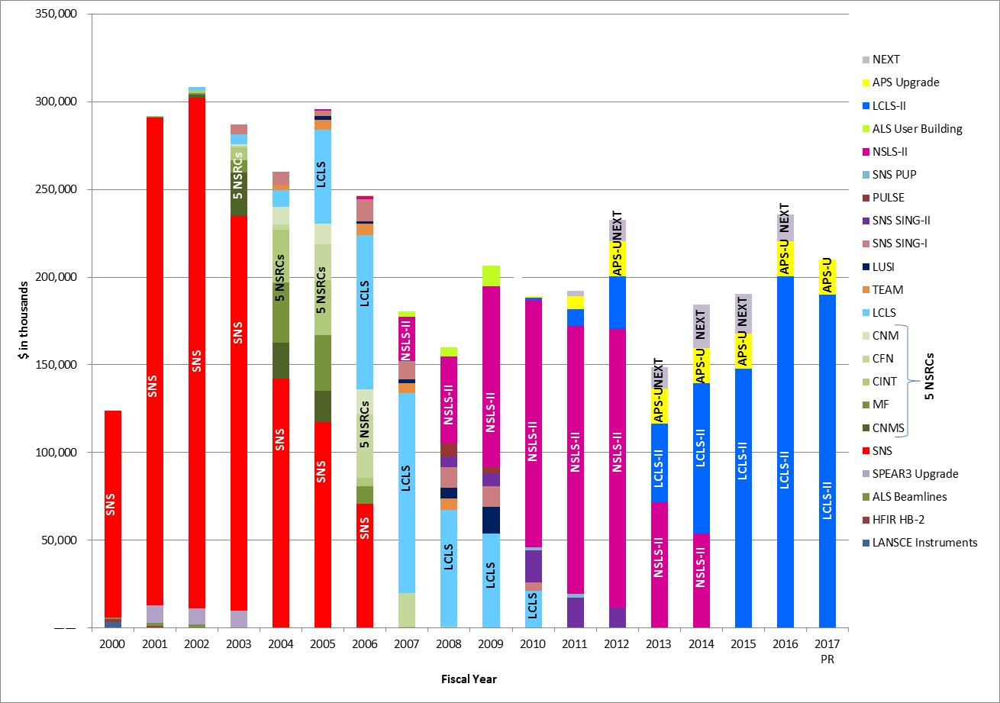 350,000
300,000
250,000
200,000
150,000
100,000
50,000
——
$ in thousands
SNS
SNS
SNS
SNS
5 NSRCs
SNS
5 NSRCs
SNS
5 NSRCs
LCLS
SNS
5 NSRCs
LCLS
LCLS
NSLS-II
LCLS
NSLS-II
LCLS
NSLS-II
LCLS
NSLS-II
NSLS-II
NSLS-II
APS-U
NEXT
NSLS-II
LCLS-II
APS-U
NEXT
NSLS-II
LCLS-II
APS-U
NEXT
LCLS-II
APS-U
NEXT
LCLS-II
APS-U
NEXT
LCLS-II
APS-U
2000 2001 2002 2003 2004 2005 2006 2007 2008 2009 2010 2011 2012 2013 2014 2015 2016 2017
PR
Fiscal Year
NEXT
APS Upgrade
LCLS-II
ALS User Building
NSLS-II
SNS PUP
PULSE
SNS SING-II
SNS SING-I
LUSI
TEAM
LCLS
CNM
CFN
CINT
MF
CNMS
5 NSRCs
SNS
SPEAR3 Upgrade
ALS Beamlines
HFIR HB-2
LANSCE Instruments